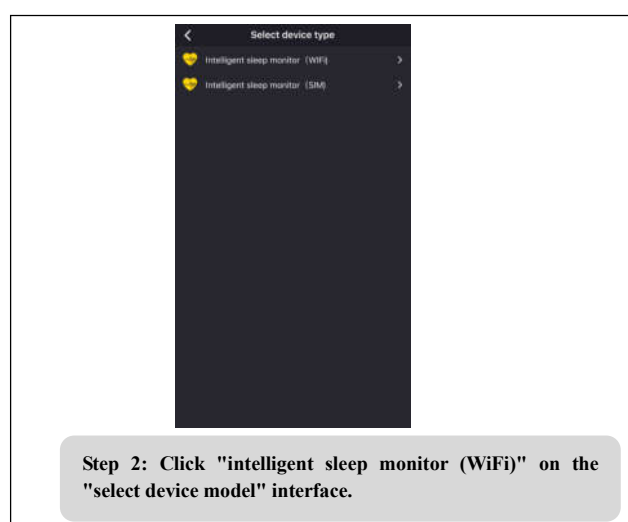 Select device type
Intelligent sleep monitor (WIFI)
Intelligent sleep monitor (SIM)
Step 2: Click "intelligent sleep monitor (WiFi)" on the
"select device model" interface.